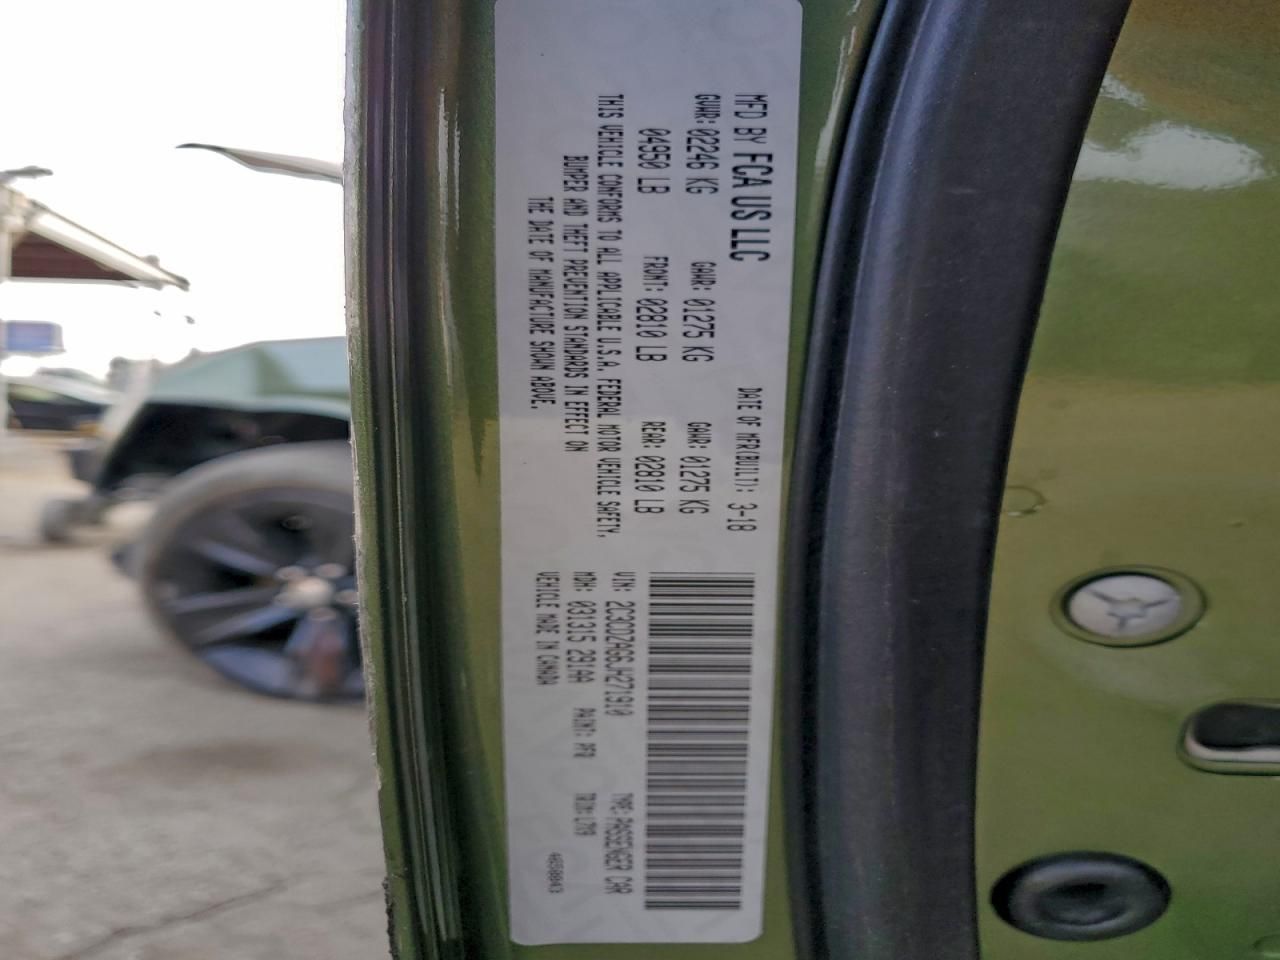 MFD BY FCA US LLC
DATE OF MFR(BUILT): 3-18
GVWR: 02246 KG
GAWR: 01275 KG
GAWR: 01275 KG
04950 LB
FRONT: 02810 LB
REAR: 02810 LB
THIS VEHICLE CONFORMS TO ALL APPLICABLE U.S.A. FEDERAL MOTOR VEHICLE SAFETY,
BUMPER AND THEFT PREVENTION STANDARDS IN EFFECT ON
THE DATE OF MANUFACTURE SHOWN ABOVE.
VIN: 2C3CDZAG6JH271910
TYPE: PASSENGER CAR
MDH: 031315 291AA
PAINT: PFQ
TRIM: L7X9
VEHICLE MADE IN CANADA